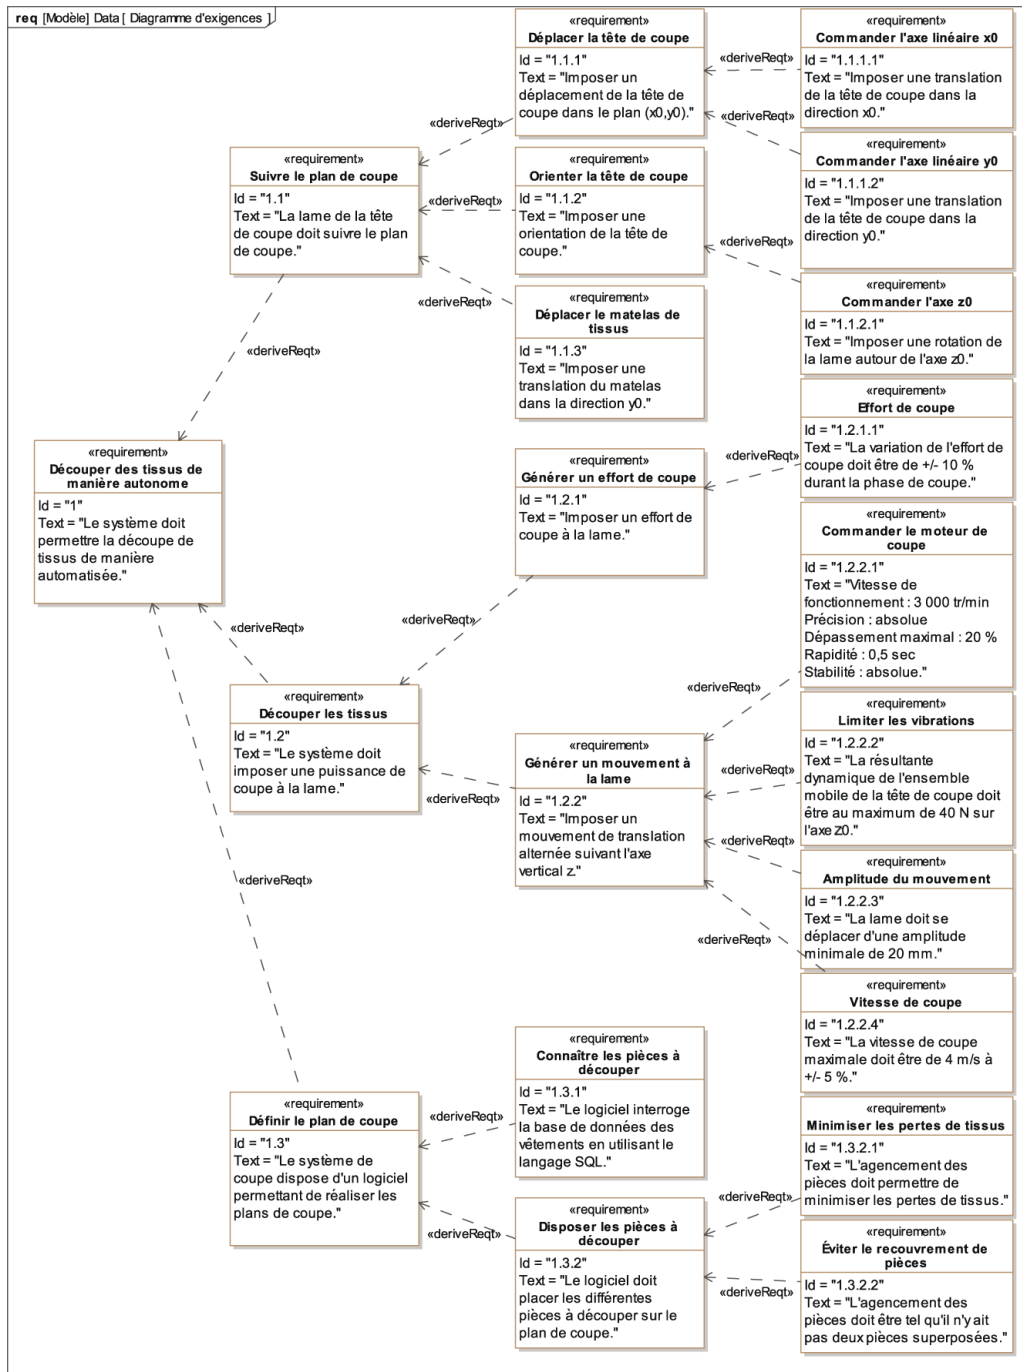 req [Modèle] Data [ Diagramme d'exigences ]
«requirement»
Découper des tissus de
manière autonome
Id = "1"
Text = "Le système doit
permettre la découpe de
tissus de manière
automatisée."
«deriveReqt»
«deriveReqt»
«deriveReqt»
«requirement»
Suivre le plan de coupe
Id = "1.1"
Text = "La lame de la tête
de coupe doit suivre le plan
de coupe."
«deriveReqt»
«deriveReqt»
«deriveReqt»
«requirement»
Déplacer la tête de coupe
Id = "1.1.1"
Text = "Imposer un
déplacement de la tête de
coupe dans le plan (x0,y0)."
«deriveReqt»
«deriveReqt»
«requirement»
Commander l'axe linéaire x0
Id = "1.1.1.1"
Text = "Imposer une translation
de la tête de coupe dans la
direction x0."
«requirement»
Commander l'axe linéaire y0
Id = "1.1.1.2"
Text = "Imposer une translation
de la tête de coupe dans la
direction y0."
«requirement»
Orienter la tête de coupe
Id = "1.1.2"
Text = "Imposer une
orientation de la tête de
coupe."
«deriveReqt»
«requirement»
Commander l'axe z0
Id = "1.1.2.1"
Text = "Imposer une rotation de
la lame autour de l'axe z0."
«requirement»
Déplacer le matelas de
tissus
Id = "1.1.3"
Text = "Imposer une
translation du matelas
dans la direction y0."
«requirement»
Découper les tissus
Id = "1.2"
Text = "Le système doit
imposer une puissance de
coupe à la lame."
«deriveReqt»
«deriveReqt»
«requirement»
Générer un effort de coupe
Id = "1.2.1"
Text = "Imposer un effort de
coupe à la lame."
«deriveReqt»
«requirement»
Effort de coupe
Id = "1.2.1.1"
Text = "La variation de l'effort de
coupe doit être de +/- 10 %
durant la phase de coupe."
«requirement»
Générer un mouvement à
la lame
Id = "1.2.2"
Text = "Imposer un
mouvement de translation
alternée suivant l'axe
vertical z."
«deriveReqt»
«deriveReqt»
«deriveReqt»
«deriveReqt»
«requirement»
Commander le moteur de
coupe
Id = "1.2.2.1"
Text = "Vitesse de
fonctionnement : 3 000 tr/min
Précision : absolue
Dépassement maximal : 20 %
Rapidité : 0,5 sec
Stabilité : absolue."
«requirement»
Limiter les vibrations
Id = "1.2.2.2"
Text = "La résultante
dynamique de l'ensemble
mobile de la tête de coupe doit
être au maximum de 40 N sur
l'axe z0."
«requirement»
Amplitude du mouvement
Id = "1.2.2.3"
Text = "La lame doit se
déplacer d'une amplitude
minimale de 20 mm."
«requirement»
Vitesse de coupe
Id = "1.2.2.4"
Text = "La vitesse de coupe
maximale doit être de 4 m/s à
+/- 5 %."
«requirement»
Définir le plan de coupe
Id = "1.3"
Text = "Le système de
coupe dispose d'un logiciel
permettant de réaliser les
plans de coupe."
«deriveReqt»
«deriveReqt»
«requirement»
Connaître les pièces à
découper
Id = "1.3.1"
Text = "Le logiciel interroge
la base de données des
vêtements en utilisant le
langage SQL."
«requirement»
Disposer les pièces à
découper
Id = "1.3.2"
Text = "Le logiciel doit
placer les différentes
pièces à découper sur le
plan de coupe."
«deriveReqt»
«deriveReqt»
«requirement»
Minimiser les pertes de tissus
Id = "1.3.2.1"
Text = "L'agencement des
pièces doit permettre de
minimiser les pertes de tissus."
«requirement»
Éviter le recouvrement de
pièces
Id = "1.3.2.2"
Text = "L'agencement des
pièces doit être tel qu'il n'y ait
pas deux pièces superposées."